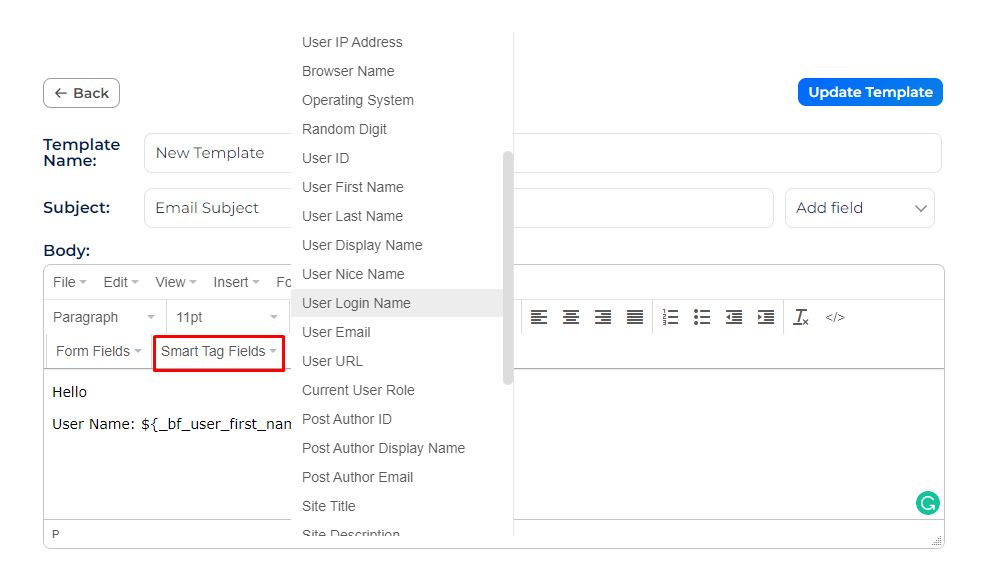 User IP Address
Browser Name
Operating System
Random Digit
User ID
User First Name
User Last Name
User Display Name
User Nice Name
User Login Name
User Email
User URL
Current User Role
Post Author ID
Post Author Display Name
Post Author Email
Site Title
Site Description
Back
Update Template
Template
Name:
New Template
Subject:
Email Subject
Add field
Body:
File Edit View Insert Fo
Paragraph 11pt
</>
Form Fields Smart Tag Fields
Hello
User Name: ${_bf_user_first_nam
P